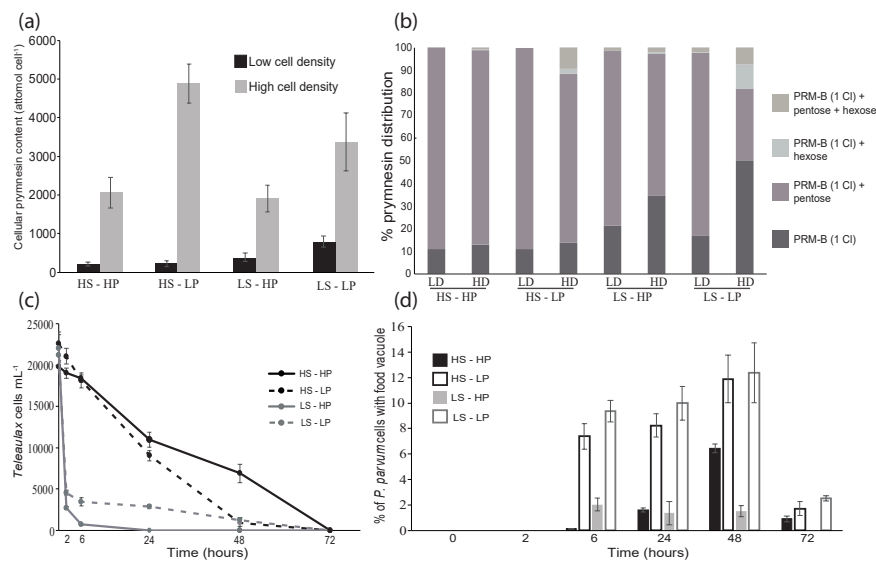 (a)
Cellular prymnesin content (attomol cell⁻¹)
6000
5000
4000
3000
2000
1000
0
Low cell density
High cell density
HS - HP
HS - LP
LS - HP
LS - LP
(b)
% prymnesin distribution
100
90
80
70
60
50
40
30
20
10
0
LD HD LD HD LD HD LD HD
HS - HP
HS - LP
LS - HP
LS - LP
PRM-B (1 Cl) +
pentose + hexose
PRM-B (1 Cl) +
hexose
PRM-B (1 Cl) +
pentose
PRM-B (1 Cl)
(c)
Teleaulax cells mL⁻¹
25000
20000
15000
10000
5000
0
2 6 24 48 72
Time (hours)
HS - HP
HS - LP
LS - HP
LS - LP
(d)
% of P. parvum cells with food vacuole
16
14
12
10
8
6
4
2
0
0 2 6 24 48 72
Time (hours)
HS - HP
HS - LP
LS - HP
LS - LP